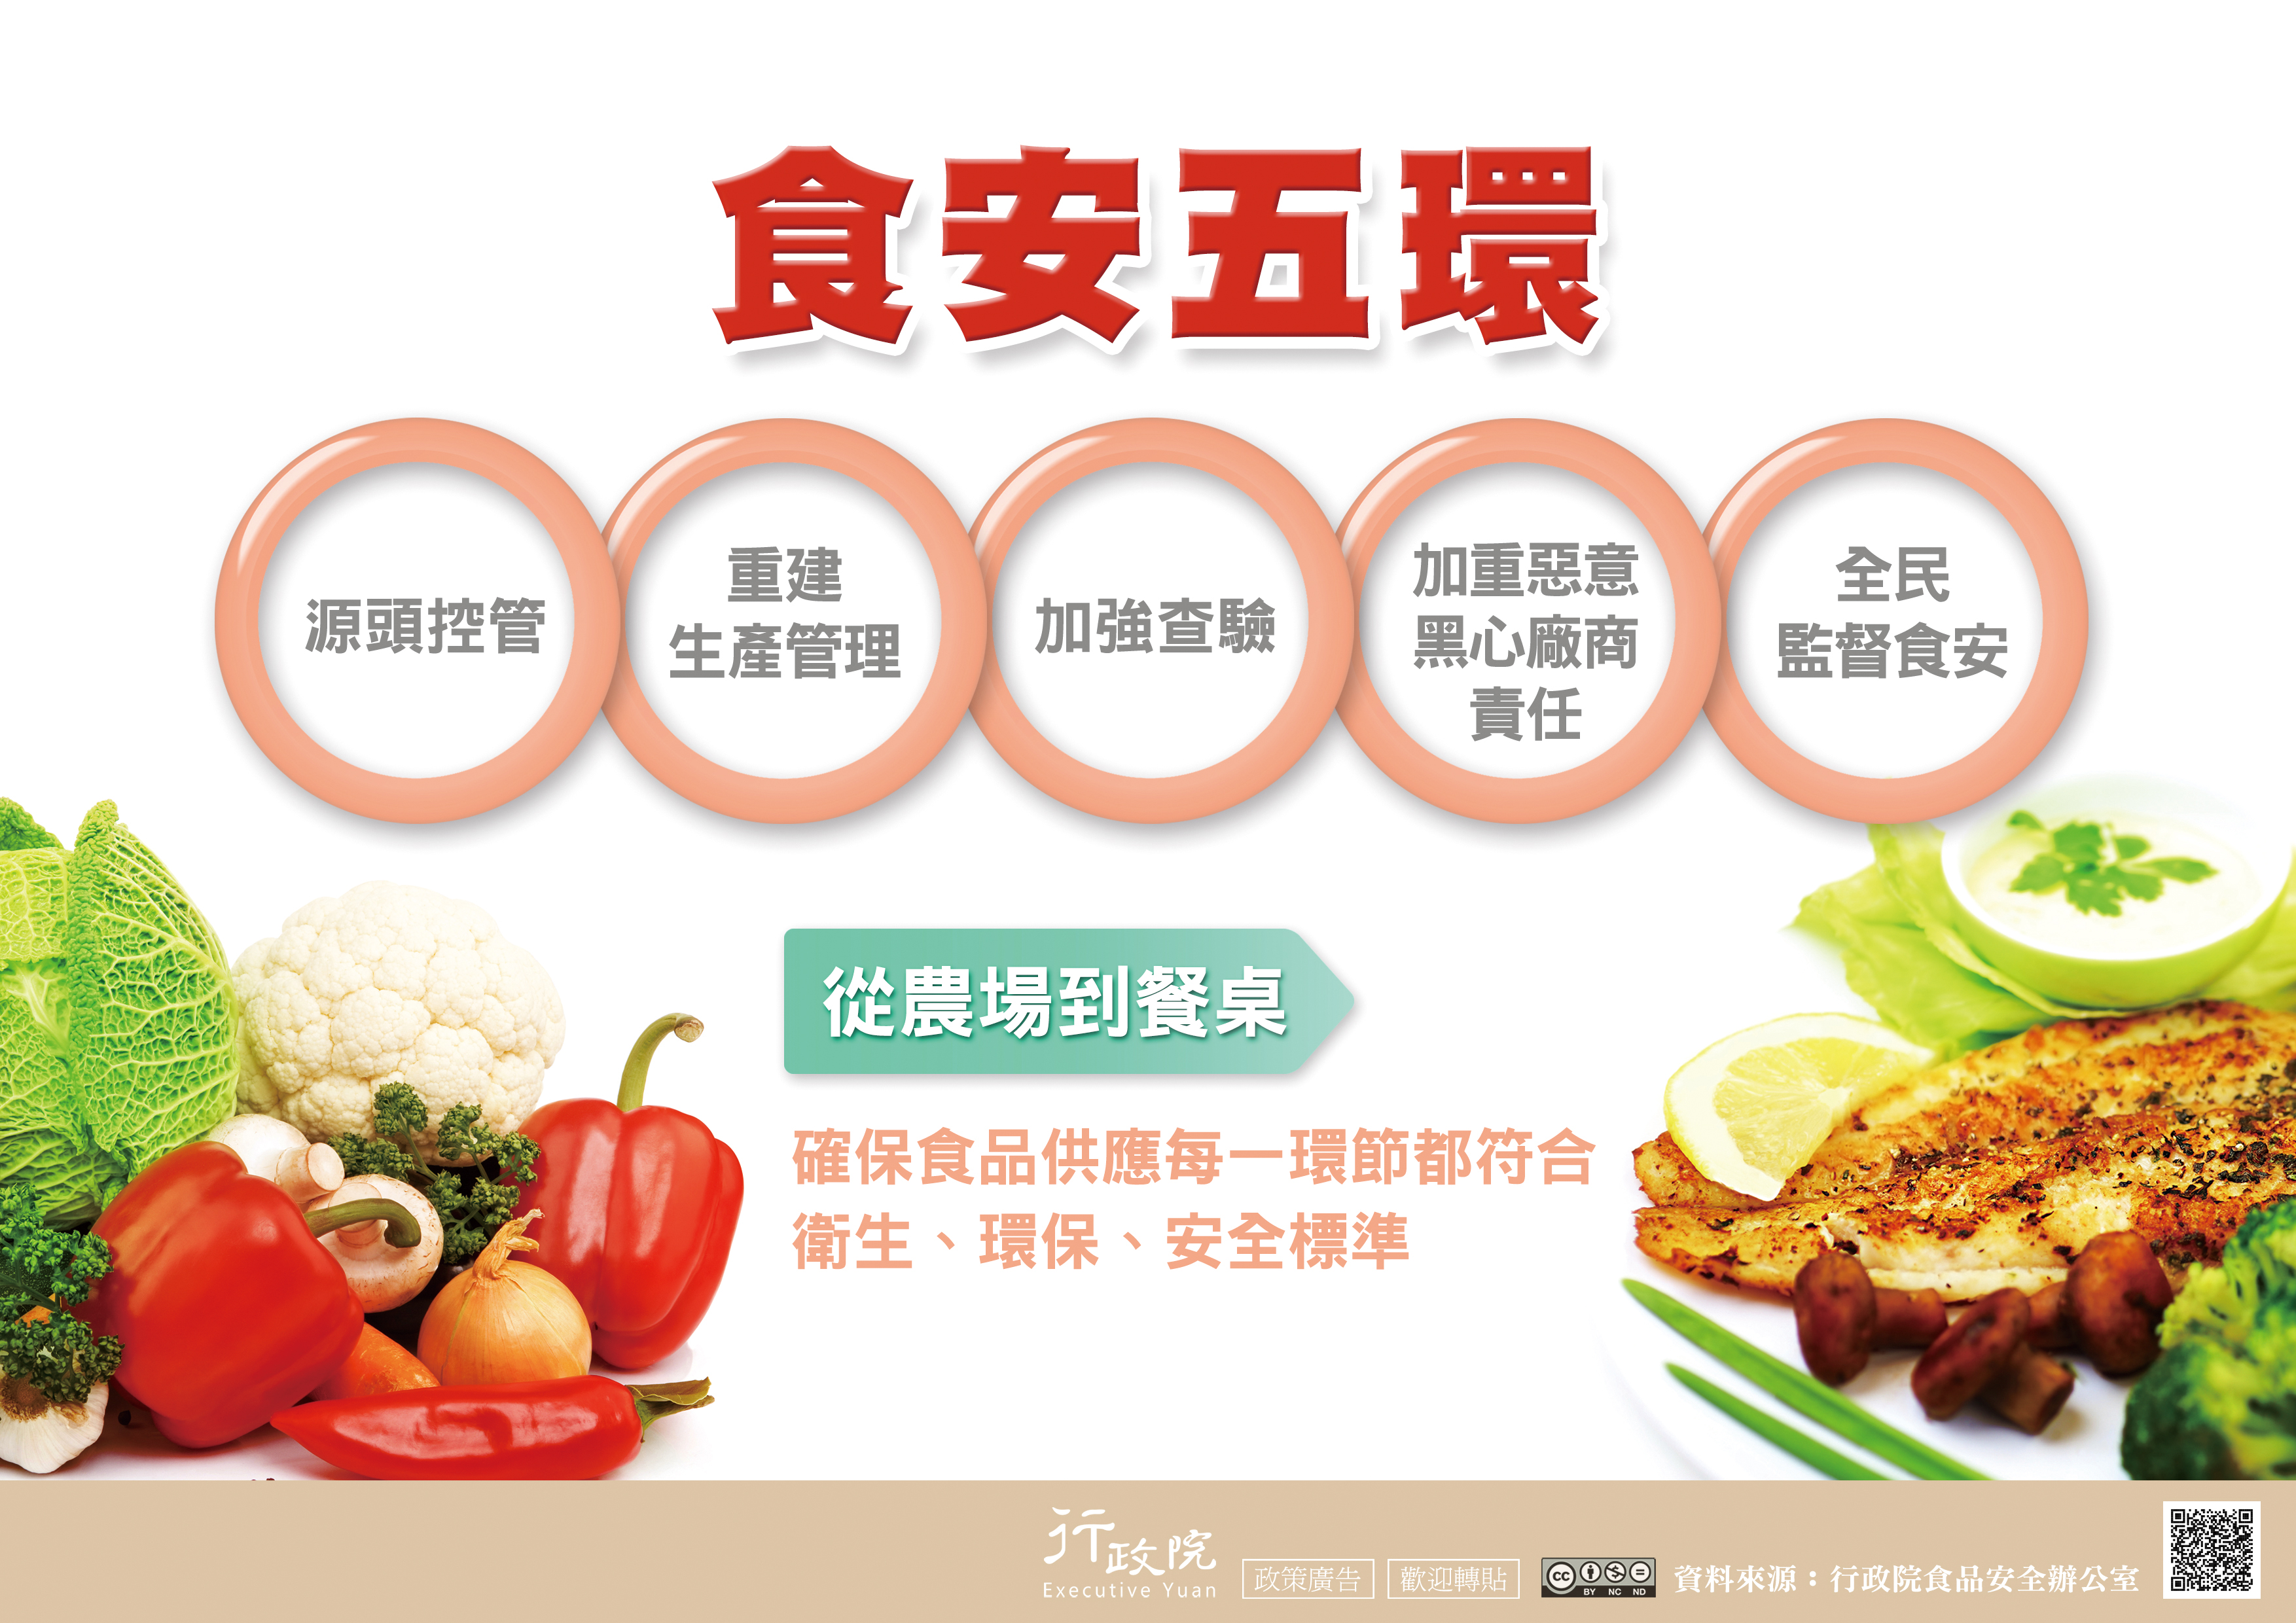 食安五環
源頭控管
重建
生產管理
加強查驗
加重惡意
黑心廠商
責任
全民
監督食安
從農場到餐桌
確保食品供應每一環節都符合
衛生、環保、安全標準
行政院
Executive Yuan
政策廣告
歡迎轉貼
cc
BY NC ND
資料來源：行政院食品安全辦公室